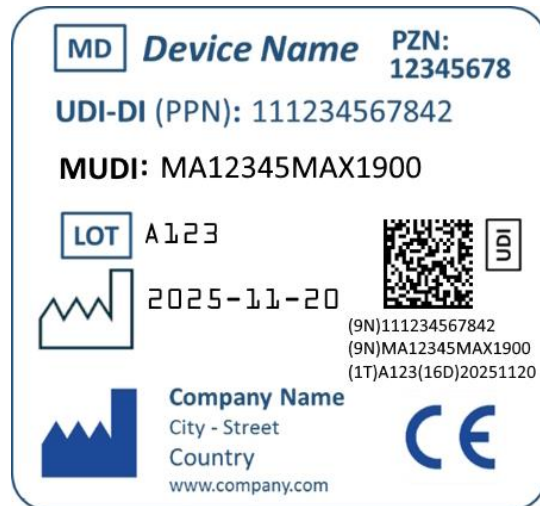 MD Device Name PZN:
12345678
UDI-DI (PPN): 111234567842
MUDI: MA12345MAX1900
LOT A123
UDI
2025-11-20
(9N)111234567842
(9N)MA12345MAX1900
(1T)A123(16D)20251120
Company Name
City - Street
Country
www.company.com
CE